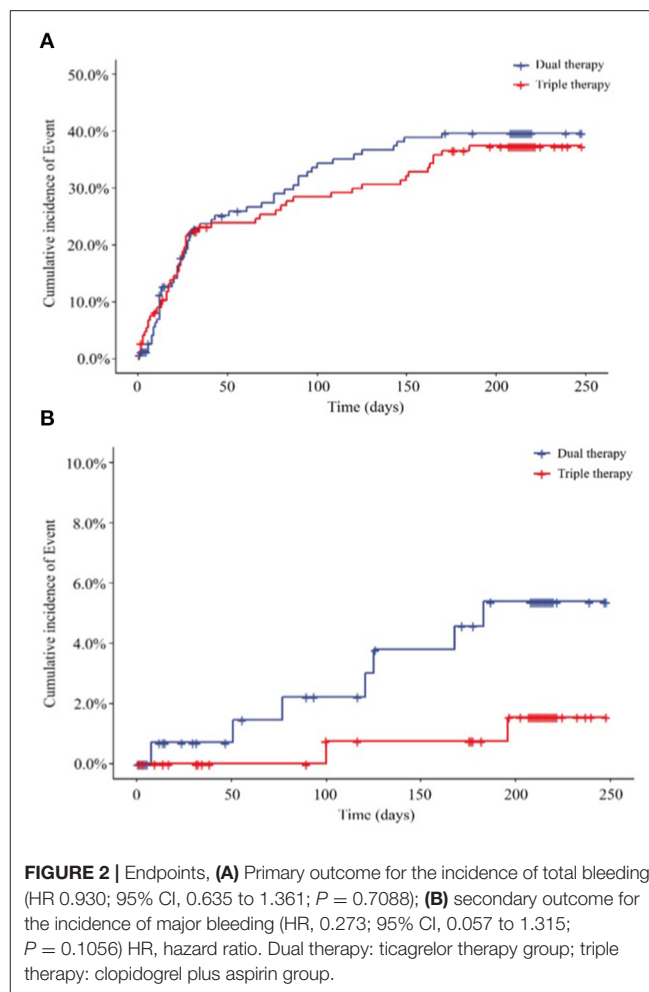 A
50.0%
40.0%
30.0%
20.0%
10.0%
0.0%
Cumulative incidence of Event
Dual therapy
Triple therapy
0
50
100
150
200
250
Time (days)
B
10.0%
8.0%
6.0%
4.0%
2.0%
0.0%
Cumulative incidence of Event
Dual therapy
Triple therapy
0
50
100
150
200
250
Time (days)
FIGURE 2 | Endpoints, (A) Primary outcome for the incidence of total bleeding
(HR 0.930; 95% CI, 0.635 to 1.361; P = 0.7088); (B) secondary outcome for
the incidence of major bleeding (HR, 0.273; 95% CI, 0.057 to 1.315;
P = 0.1056) HR, hazard ratio. Dual therapy: ticagrelor therapy group; triple
therapy: clopidogrel plus aspirin group.